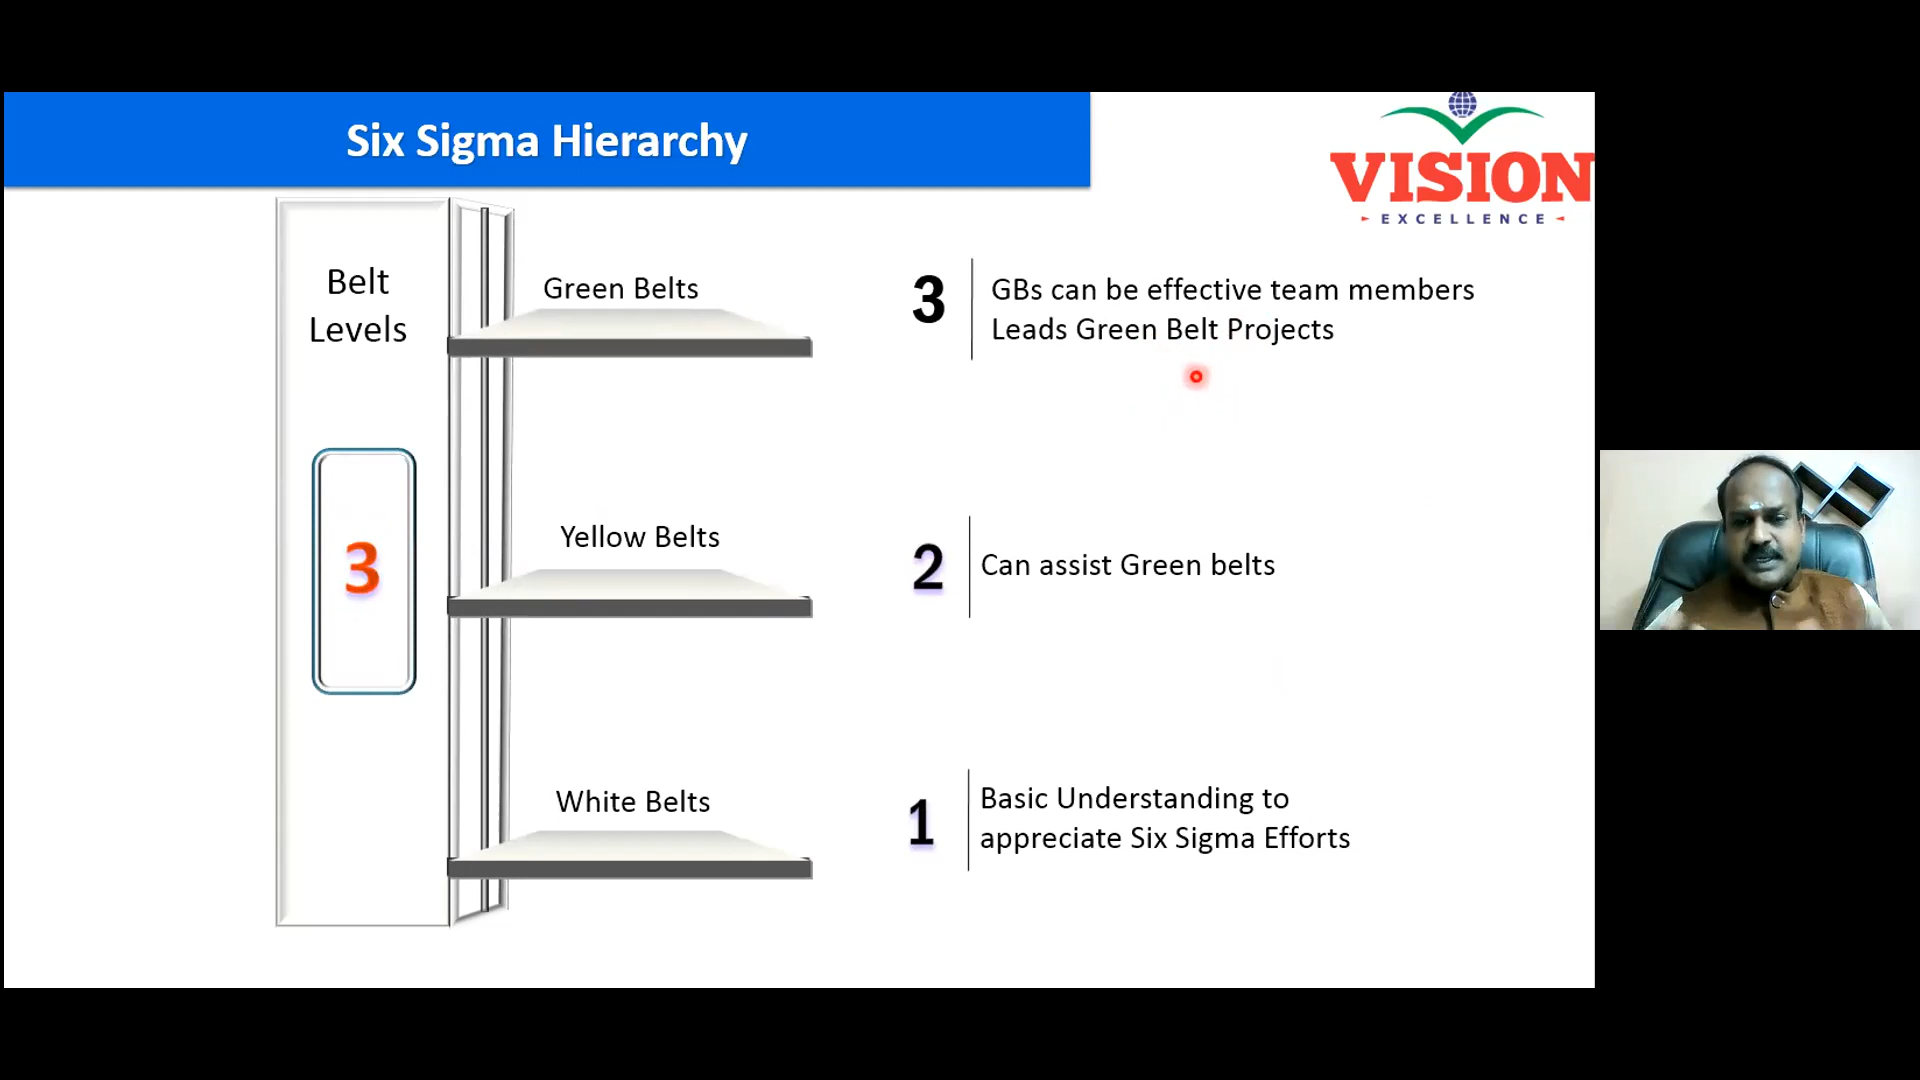 Six Sigma Hierarchy
VISION
EXCELLENCE
Belt
Levels
3
Green Belts
3
GBs can be effective team members
Leads Green Belt Projects
Yellow Belts
2
Can assist Green belts
White Belts
1
Basic Understanding to
appreciate Six Sigma Efforts